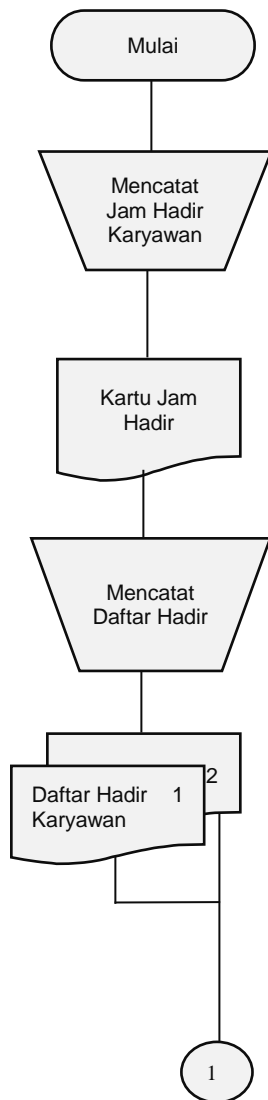 Mulai
Mencatat
Jam Hadir
Karyawan
Kartu Jam
Hadir
Mencatat
Daftar Hadir
2
Daftar Hadir 1
Karyawan
1